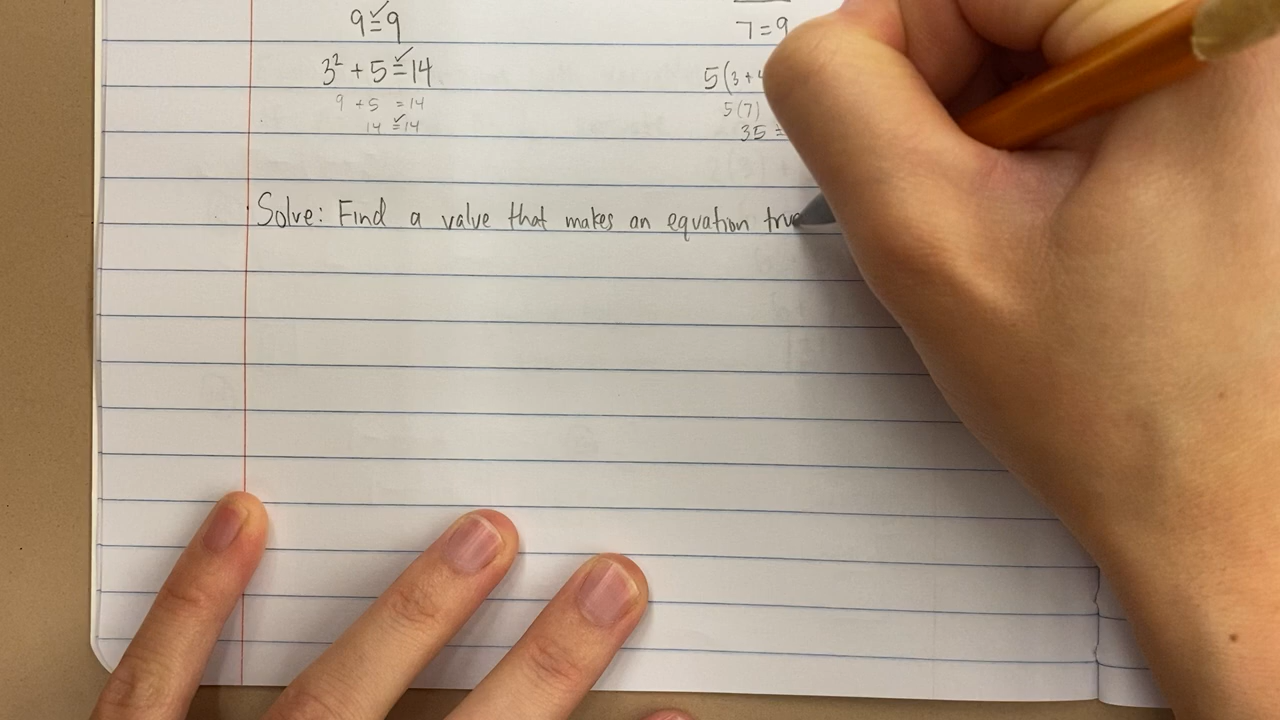 9 ≚ 9 7 = 9
3² + 5 ≚ 14 5(3 + 4
9 + 5 = 14 5(7)
14 ≚ 14 35 =
Solve: Find a value that makes an equation true